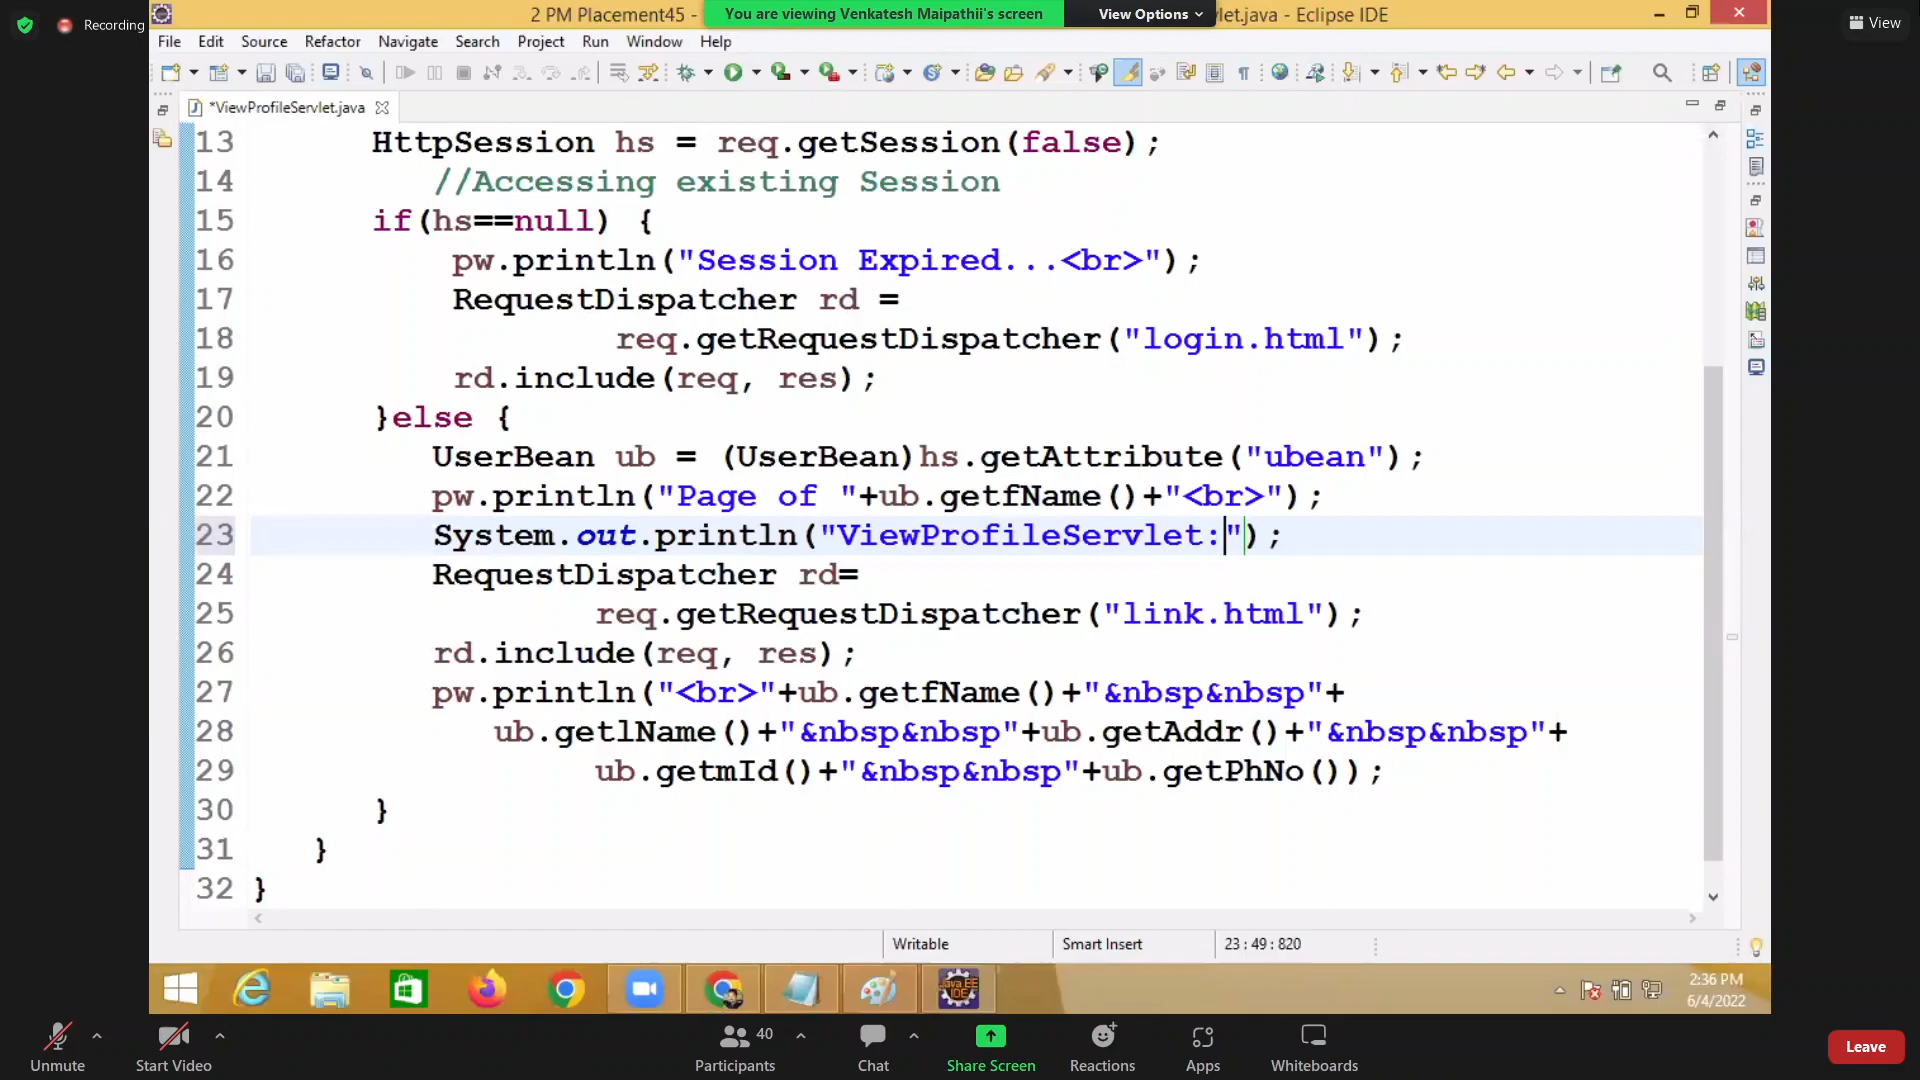 Recording
2 PM Placement45 -
You are viewing Venkatesh Maipathii's screen
View Options
let.java - Eclipse IDE
View
File Edit Source Refactor Navigate Search Project Run Window Help
*ViewProfileServlet.java
13 HttpSession hs = req.getSession(false);
14 //Accessing existing Session
15 if(hs==null) {
16 pw.println("Session Expired...<br>");
17 RequestDispatcher rd =
18 req.getRequestDispatcher("login.html");
19 rd.include(req, res);
20 }else {
21 UserBean ub = (UserBean)hs.getAttribute("ubean");
22 pw.println("Page of "+ub.getfName()+"<br>");
23 System.out.println("ViewProfileServlet:");
24 RequestDispatcher rd=
25 req.getRequestDispatcher("link.html");
26 rd.include(req, res);
27 pw.println("<br>"+ub.getfName()+"&nbsp&nbsp"+
28 ub.getlName()+"&nbsp&nbsp"+ub.getAddr()+"&nbsp&nbsp"+
29 ub.getmId()+"&nbsp&nbsp"+ub.getPhNo());
30 }
31 }
32 }
Writable Smart Insert 23 : 49 : 820
2:36 PM
6/4/2022
Unmute
Start Video
40
Participants
Chat
Share Screen
Reactions
Apps
Whiteboards
Leave